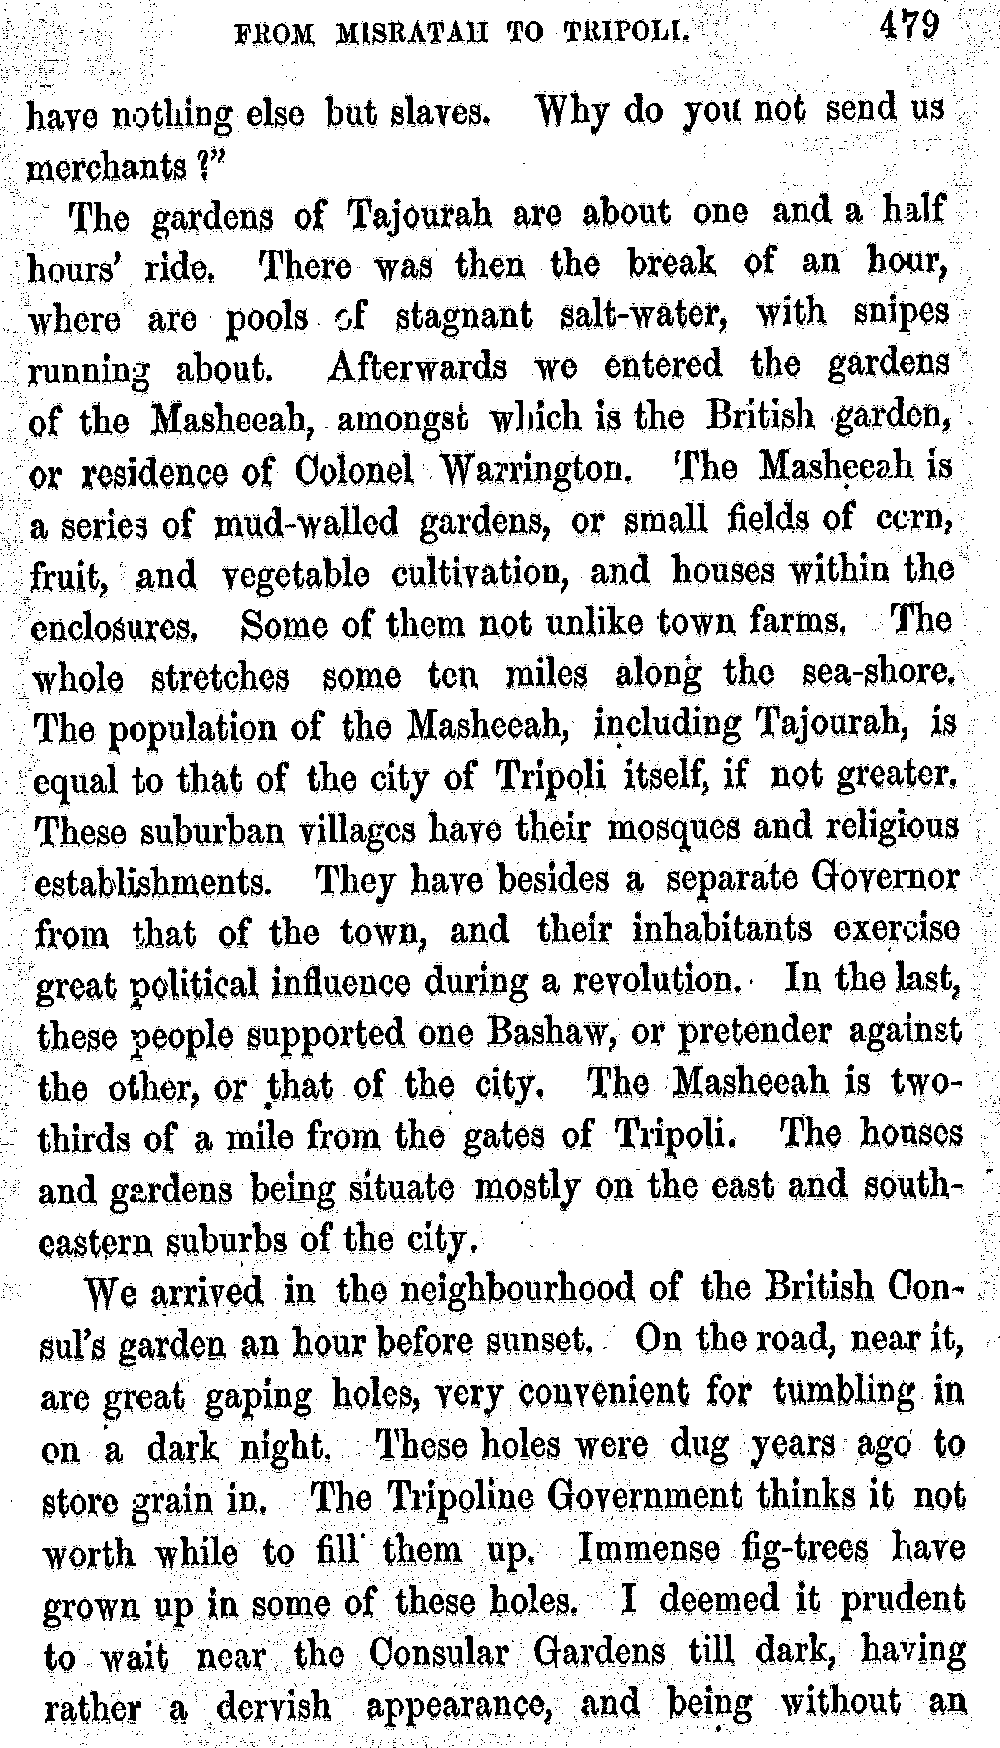 FROM MISRATAH TO TRIPOLI. 479
have nothing else but slaves. Why do you not send us
merchants?"
The gardens of Tajourah are about one and a half
hours' ride. There was then the break of an hour,
where are pools of stagnant salt-water, with snipes
running about. Afterwards we entered the gardens
of the Masheeah, amongst which is the British garden,
or residence of Colonel Warrington. The Masheeah is
a series of mud-walled gardens, or small fields of corn,
fruit, and vegetable cultivation, and houses within the
enclosures. Some of them not unlike town farms. The
whole stretches some ten miles along the sea-shore.
The population of the Masheeah, including Tajourah, is
equal to that of the city of Tripoli itself, if not greater.
These suburban villages have their mosques and religious
establishments. They have besides a separate Governor
from that of the town, and their inhabitants exercise
great political influence during a revolution. In the last,
these people supported one Bashaw, or pretender against
the other, or that of the city. The Masheeah is two-
thirds of a mile from the gates of Tripoli. The houses
and gardens being situate mostly on the east and south-
eastern suburbs of the city.
We arrived in the neighbourhood of the British Con-
sul's garden an hour before sunset. On the road, near it,
are great gaping holes, very convenient for tumbling in
on a dark night. These holes were dug years ago to
store grain in. The Tripoline Government thinks it not
worth while to fill them up. Immense fig-trees have
grown up in some of these holes. I deemed it prudent
to wait near the Consular Gardens till dark, having
rather a dervish appearance, and being without an